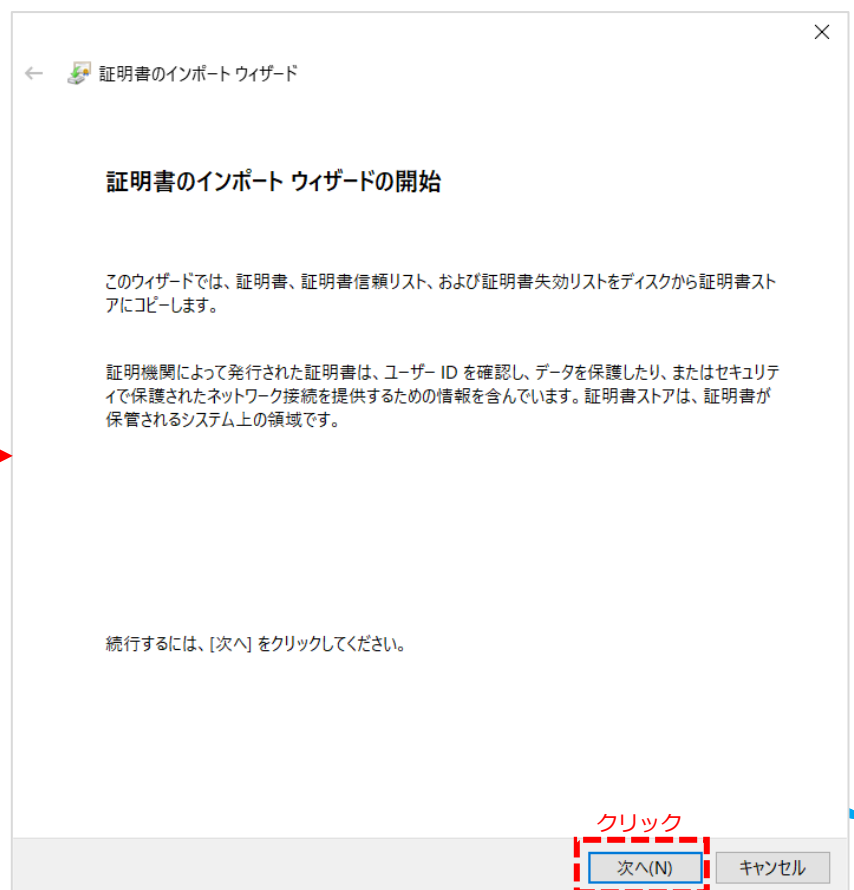 証明書のインポート ウィザード
証明書のインポート ウィザードの開始
このウィザードでは、証明書、証明書信頼リスト、および証明書失効リストをディスクから証明書スト
アにコピーします。
証明機関によって発行された証明書は、ユーザー ID を確認し、データを保護したり、またはセキュリテ
ィで保護されたネットワーク接続を提供するための情報を含んでいます。証明書ストアは、証明書が
保管されるシステム上の領域です。
続行するには、[次へ] をクリックしてください。
クリック
次へ(N)
キャンセル